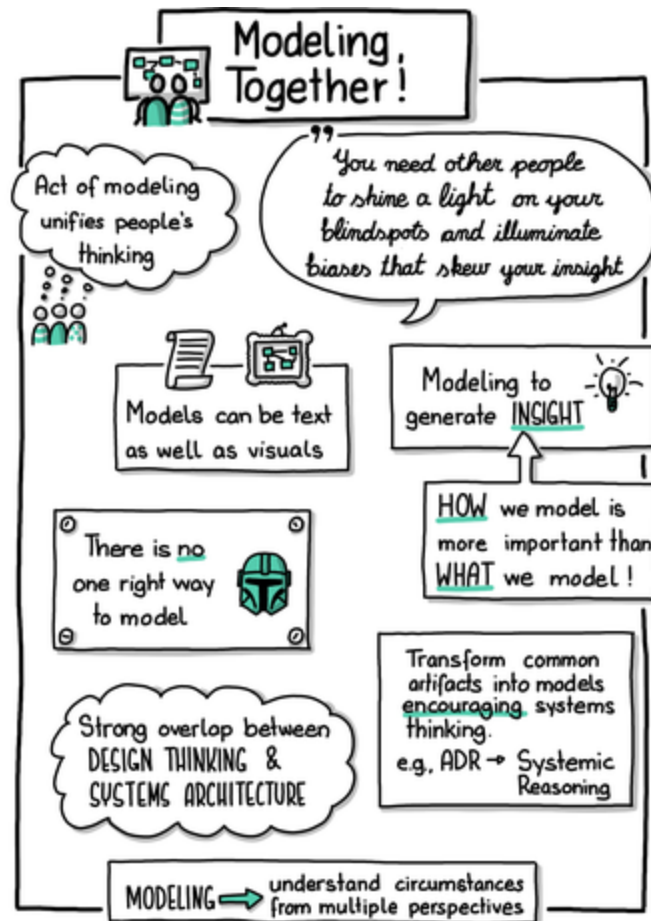 Modeling
Together!
Act of modeling
unifies people's
thinking
"
You need other people
to shine a light on your
blindspots and illuminate
biases that skew your insight
Models can be text
as well as visuals
Modeling to
generate INSIGHT
HOW we model is
more important than
WHAT we model!
There is no
one right way
to model
Transform common
artifacts into models
encouraging systems
thinking.
e.g., ADR → Systemic
Reasoning
Strong overlap between
DESIGN THINKING &
SYSTEMS ARCHITECTURE
MODELING → understand circumstances
from multiple perspectives